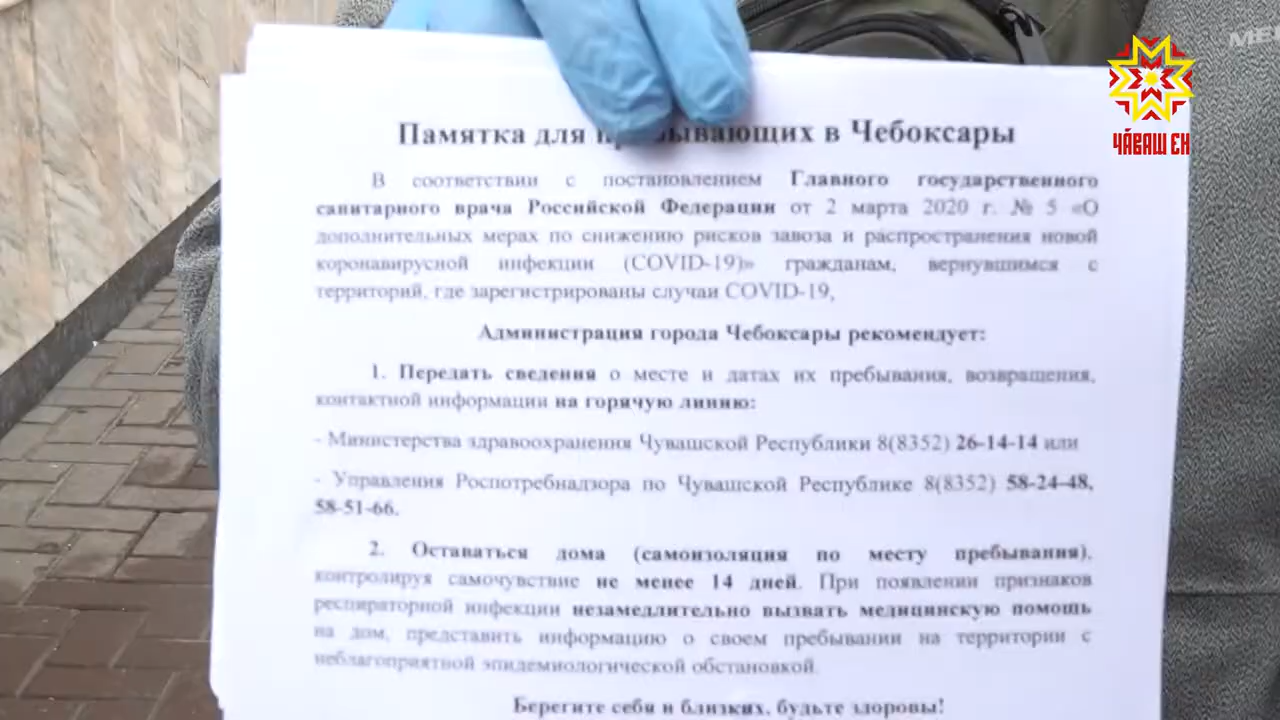 МЕ
ЧĂВАШ ЕН
Памятка для пребывающих в Чебоксары
В соответствии с постановлением Главного государственного
санитарного врача Российской Федерации от 2 марта 2020 г. № 5 «О
дополнительных мерах по снижению рисков завоза и распространения новой
коронавирусной инфекции (COVID-19)» гражданам, вернувшимся с
территорий, где зарегистрированы случаи COVID-19,
Администрация города Чебоксары рекомендует:
1. Передать сведения о месте и датах их пребывания, возвращения,
контактной информации на горячую линию:
- Министерства здравоохранения Чувашской Республики 8(8352) 26-14-14 или
- Управления Роспотребнадзора по Чувашской Республике 8(8352) 58-24-48,
58-51-66.
2. Оставаться дома (самоизоляция по месту пребывания),
контролируя самочувствие не менее 14 дней. При появлении признаков
респираторной инфекции незамедлительно вызвать медицинскую помощь
на дом, представить информацию о своем пребывании на территории с
неблагоприятной эпидемиологической обстановкой.
Берегите себя и близких, будьте здоровы!